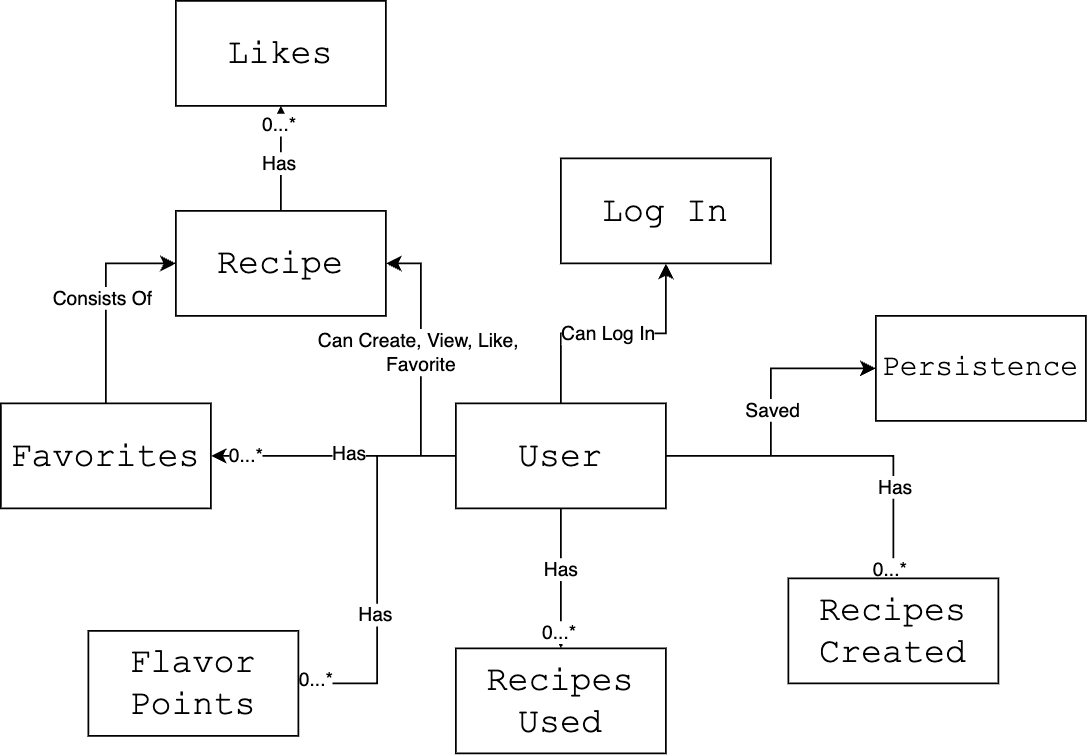 Likes
0...*
Has
Log In
Recipe
Consists Of
Can Log In
Can Create, View, Like,
Favorite
Persistence
Saved
Favorites
0...*
Has
User
Has
Has
0...*
Has
0...*
Recipes
Created
0...*
Flavor
Points
0...*
Recipes
Used